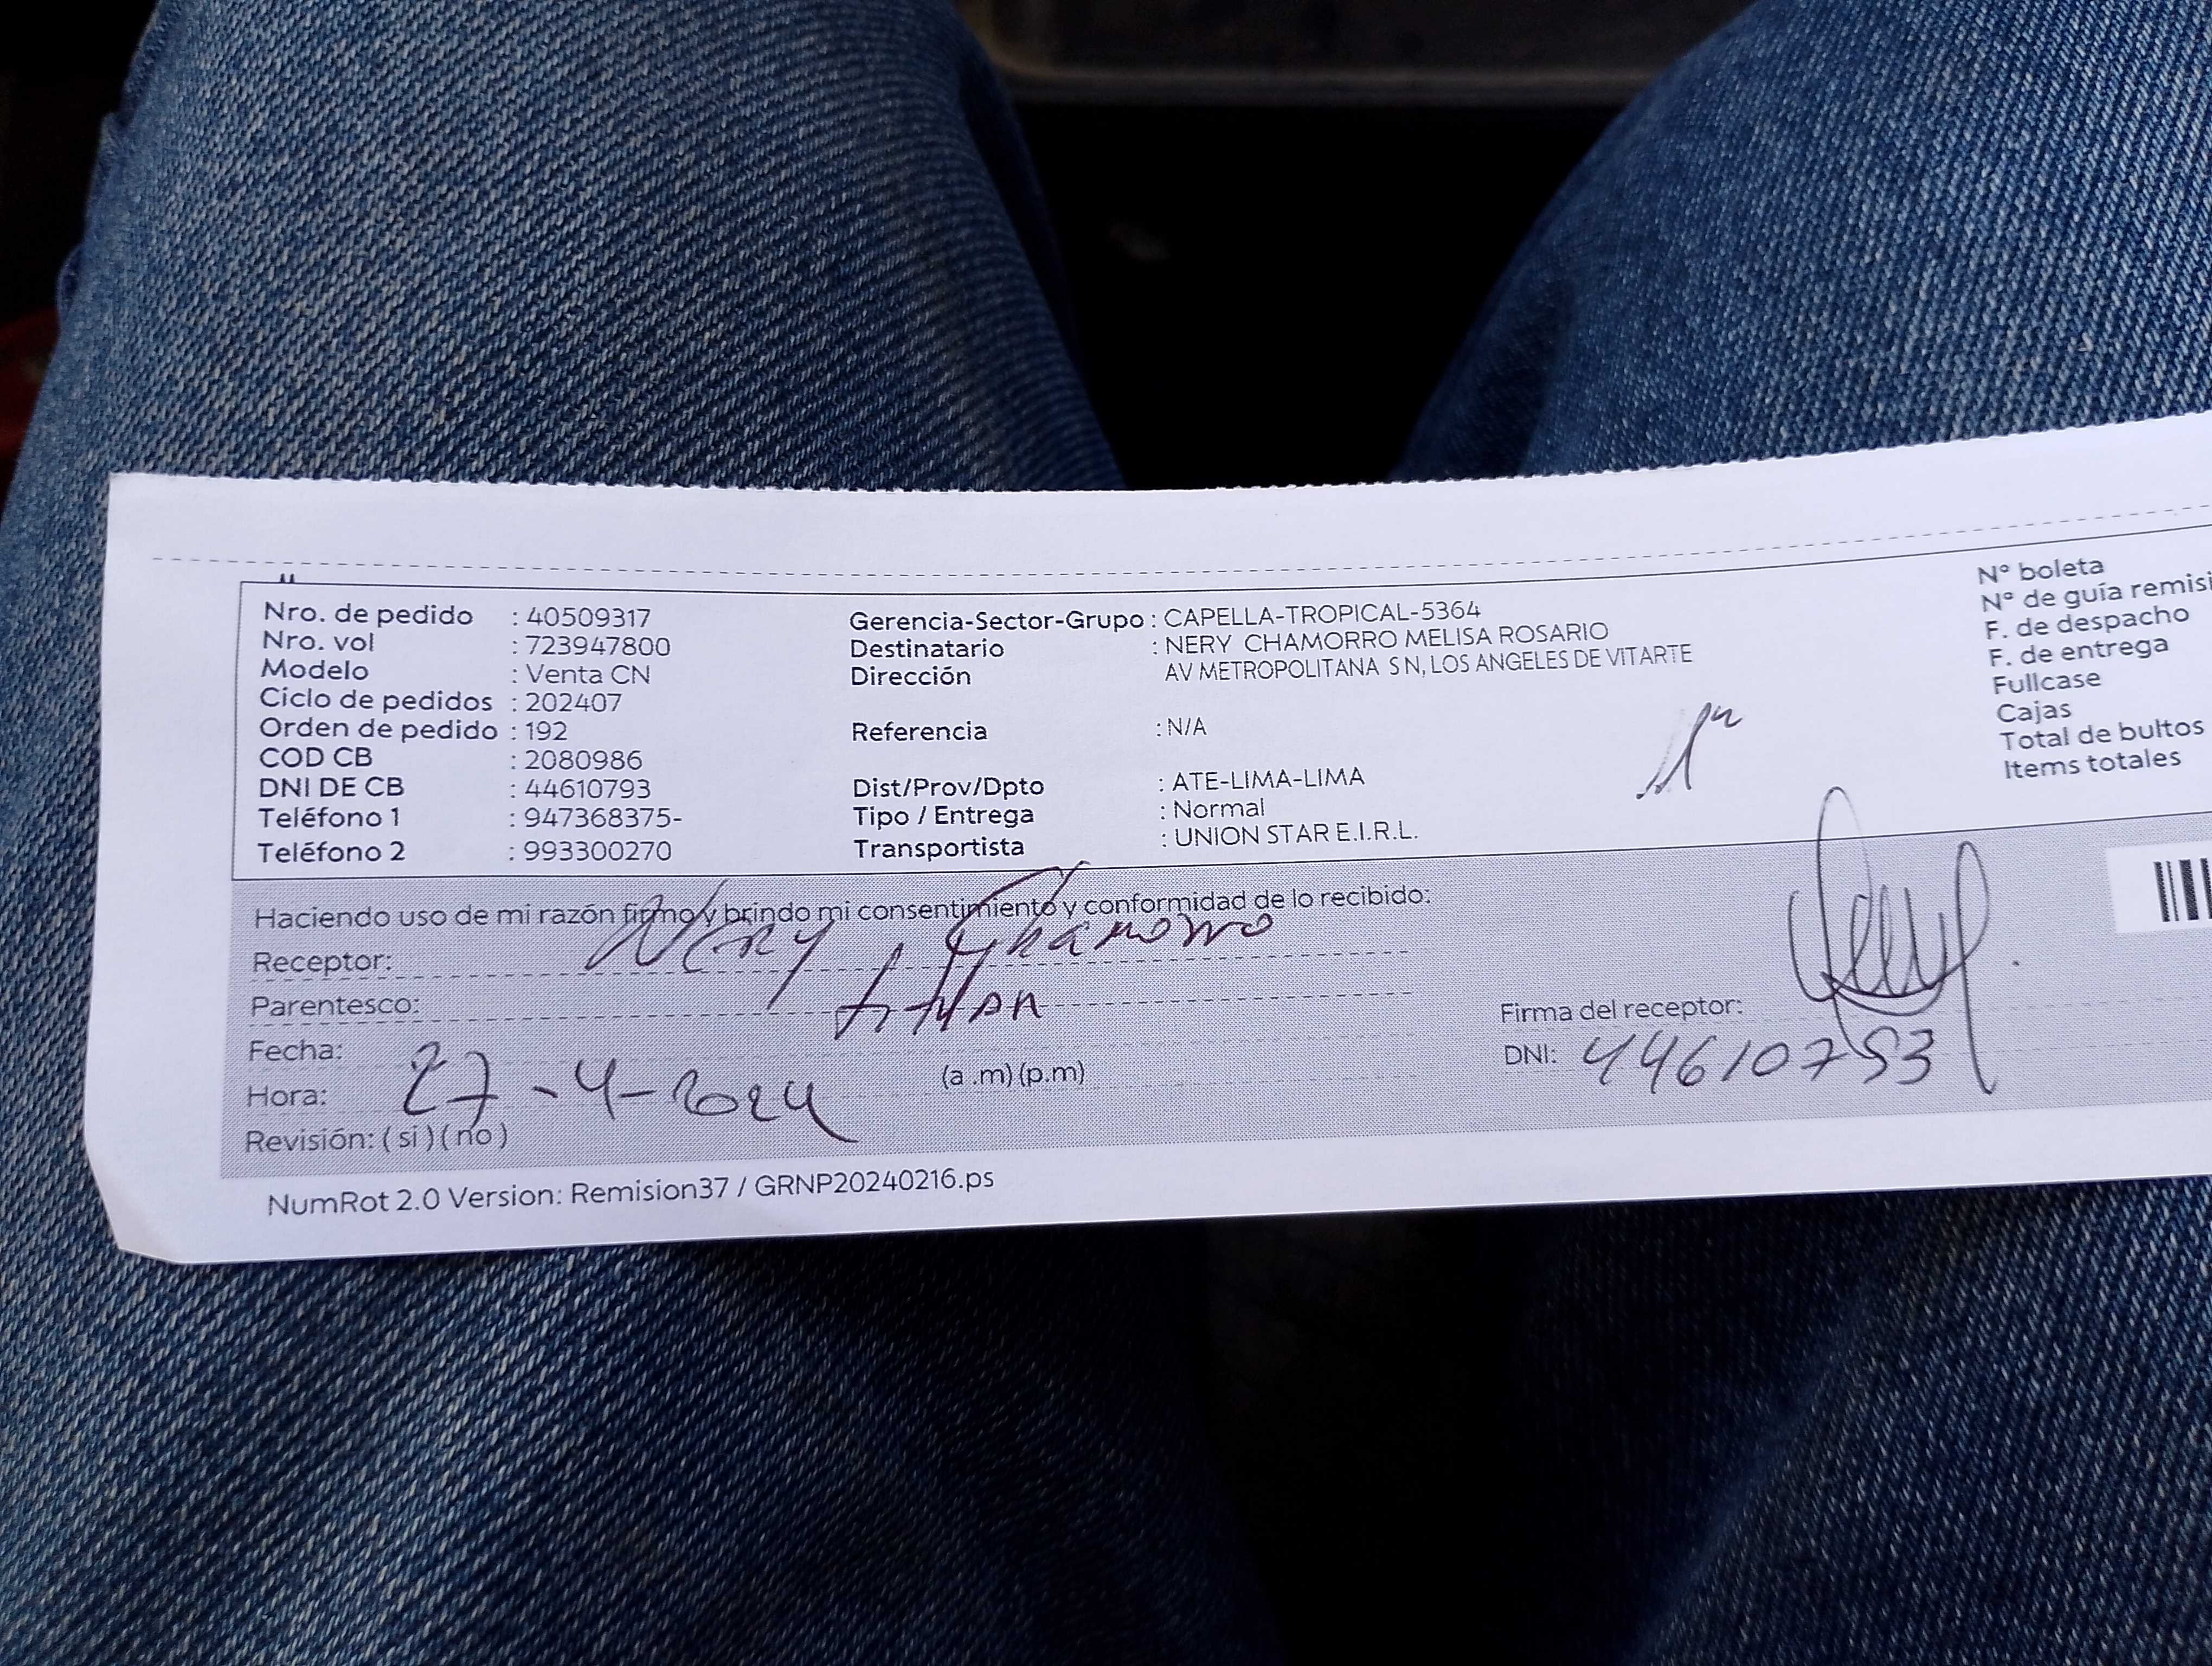 Nro. de pedido : 40509317
Nro. vol : 723947800
Modelo : Venta CN
Ciclo de pedidos : 202407
Orden de pedido : 192
COD CB : 2080986
DNI DE CB : 44610793
Teléfono 1 : 947368375-
Teléfono 2 : 993300270
Gerencia-Sector-Grupo : CAPELLA-TROPICAL-5364
Destinatario : NERY CHAMORRO MELISA ROSARIO
Dirección AV METROPOLITANA S N, LOS ANGELES DE VITARTE
Referencia : N/A
Dist/Prov/Dpto : ATE-LIMA-LIMA
Tipo / Entrega : Normal
Transportista : UNION STAR E.I.R.L.
N° boleta
N° de guía remisi
F. de despacho
F. de entrega
Fullcase
Cajas
Total de bultos
Items totales
Haciendo uso de mi razón firmo y brindo mi consentimiento y conformidad de lo recibido:
Receptor: Nery Chamorro
Parentesco:
Fecha: 27-4-2024
Hora: (a .m) (p.m)
Revisión: ( si ) ( no )
Firma del receptor:
DNI: 44610793
NumRot 2.0 Version: Remision37 / GRNP20240216.ps